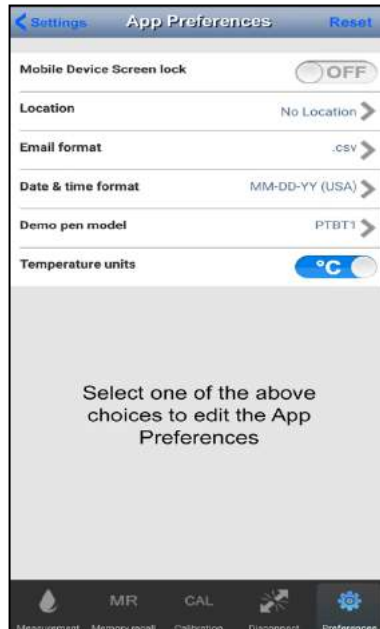 Settings App Preferences Reset
Mobile Device Screen lock OFF
Location No Location
Email format .csv
Date & time format MM-DD-YY (USA)
Demo pen model PTBT1
Temperature units °C
Select one of the above
choices to edit the App
Preferences
MR CAL
Measurement Memory recall Calibration Disconnect Preferences